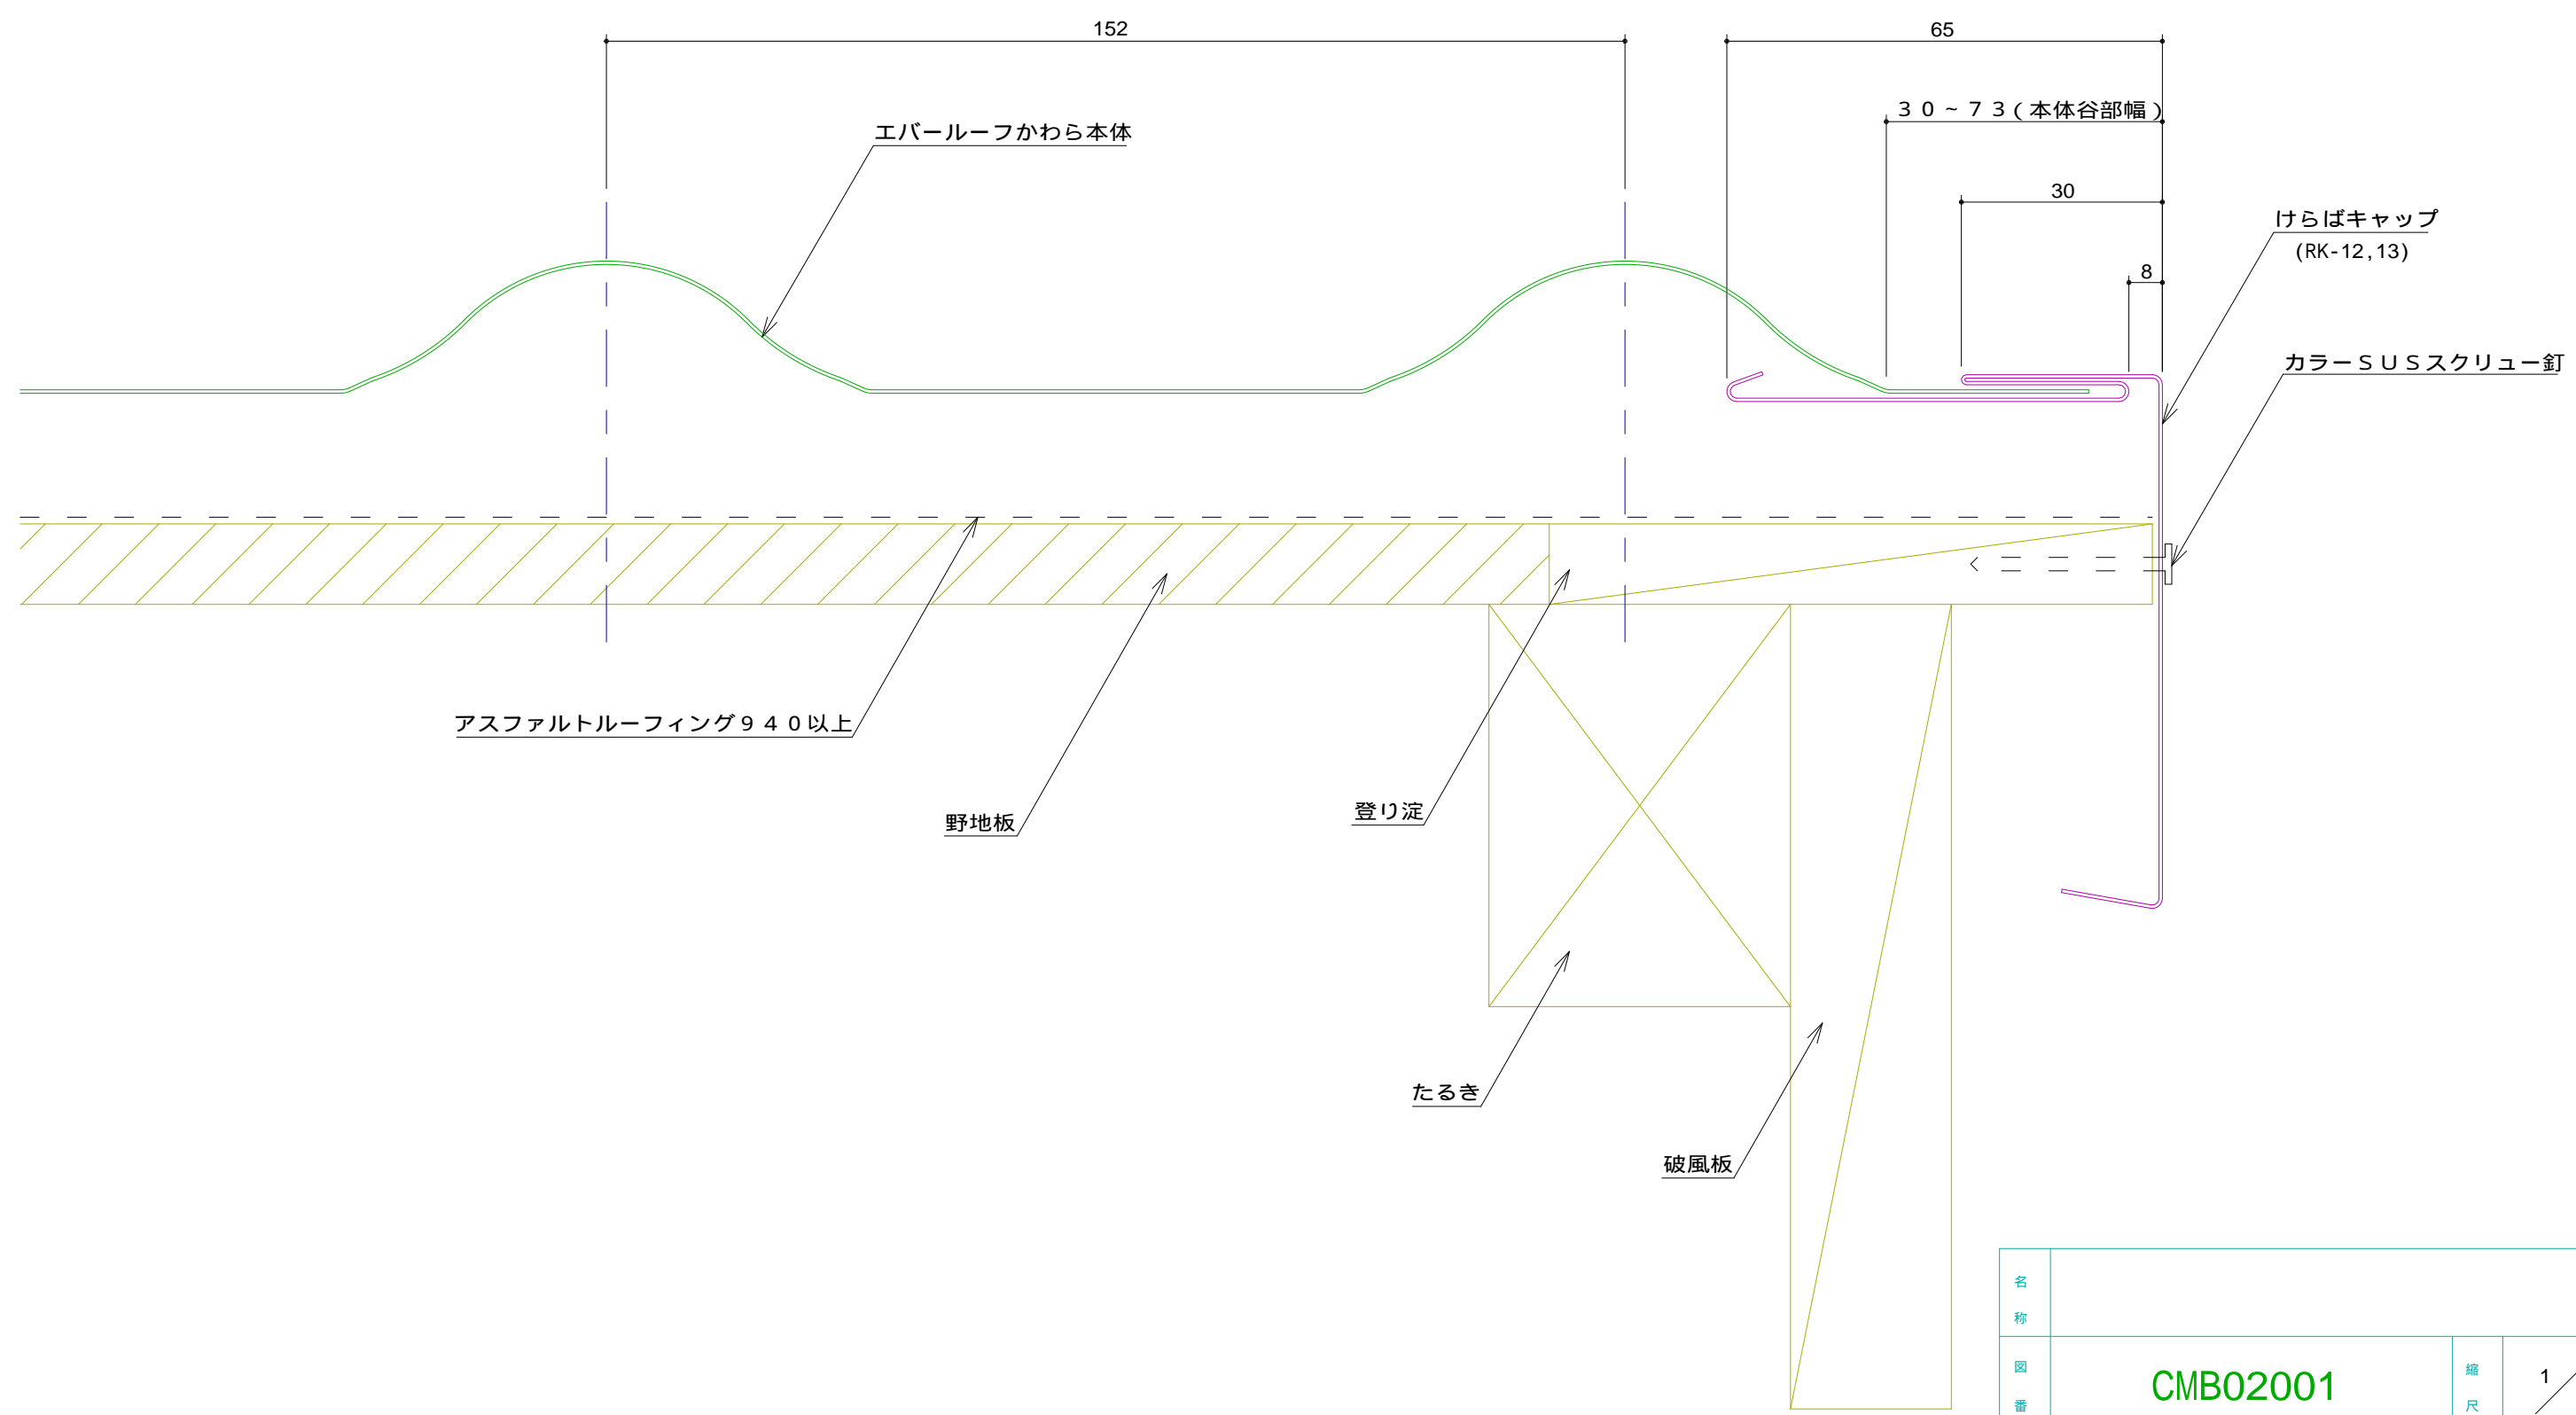 152
65
３０~７３(本体谷部幅)
エバールーフかわら本体
30
けらばキャップ
(RK-12,13)
8
カラーＳＵＳスクリュー釘
アスファルトルーフィング９４０以上
野地板
登り淀
たるき
破風板
名称
図番
CMB02001
縮尺
1